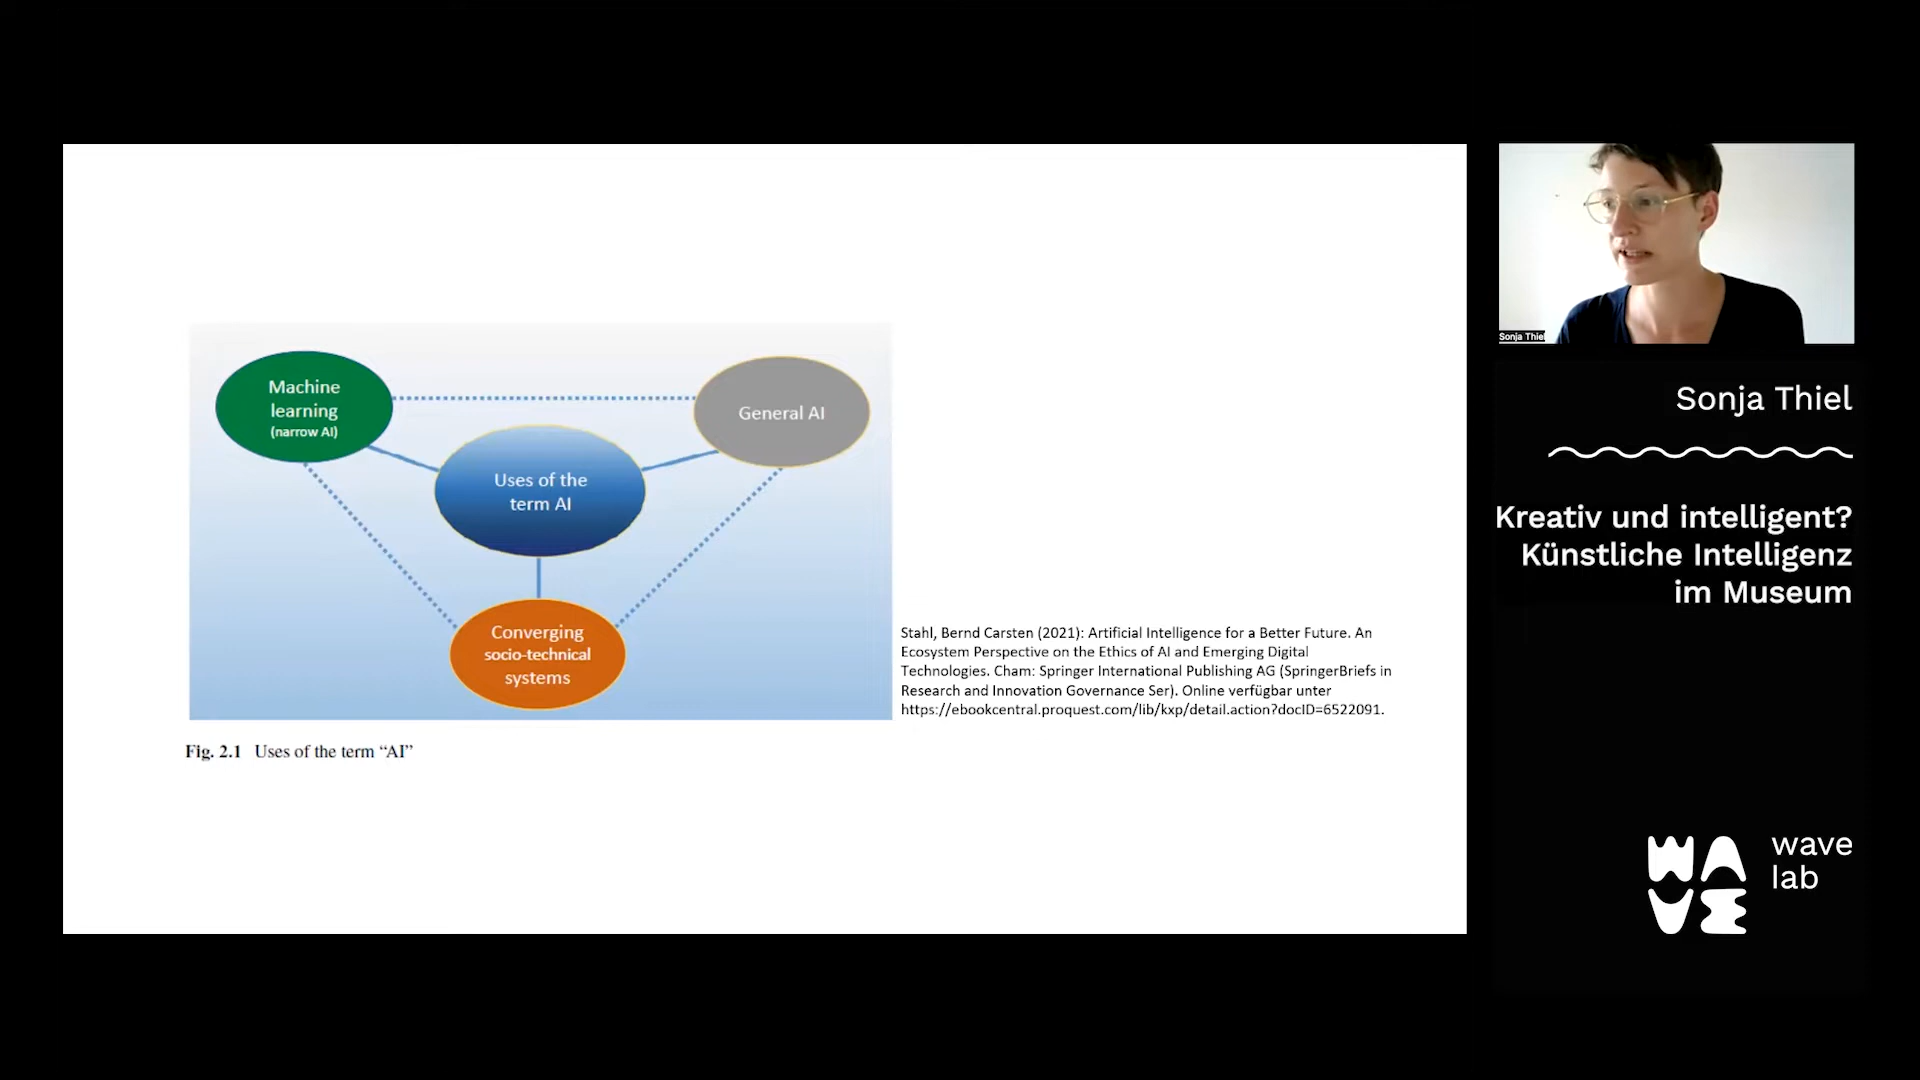 Machine
learning
(narrow AI)
General AI
Uses of the
term AI
Converging
socio-technical
systems
Fig. 2.1 Uses of the term “AI”
Stahl, Bernd Carsten (2021): Artificial Intelligence for a Better Future. An
Ecosystem Perspective on the Ethics of AI and Emerging Digital
Technologies. Cham: Springer International Publishing AG (SpringerBriefs in
Research and Innovation Governance Ser). Online verfügbar unter
https://ebookcentral.proquest.com/lib/kxp/detail.action?docID=6522091.
Sonja Thiel
Sonja Thiel
Kreativ und intelligent?
Künstliche Intelligenz
im Museum
WAVE
wave
lab